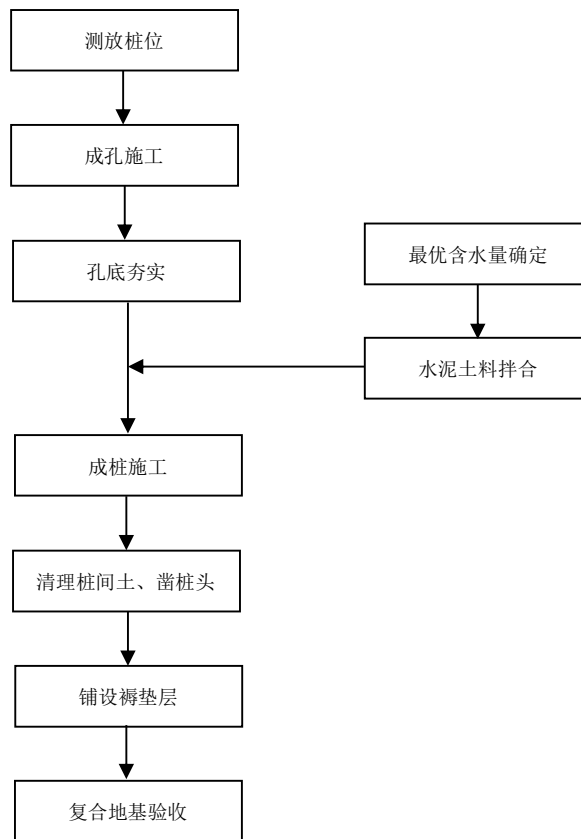 测放桩位
成孔施工
孔底夯实
最优含水量确定
水泥土料拌合
成桩施工
清理桩间土、凿桩头
铺设褥垫层
复合地基验收